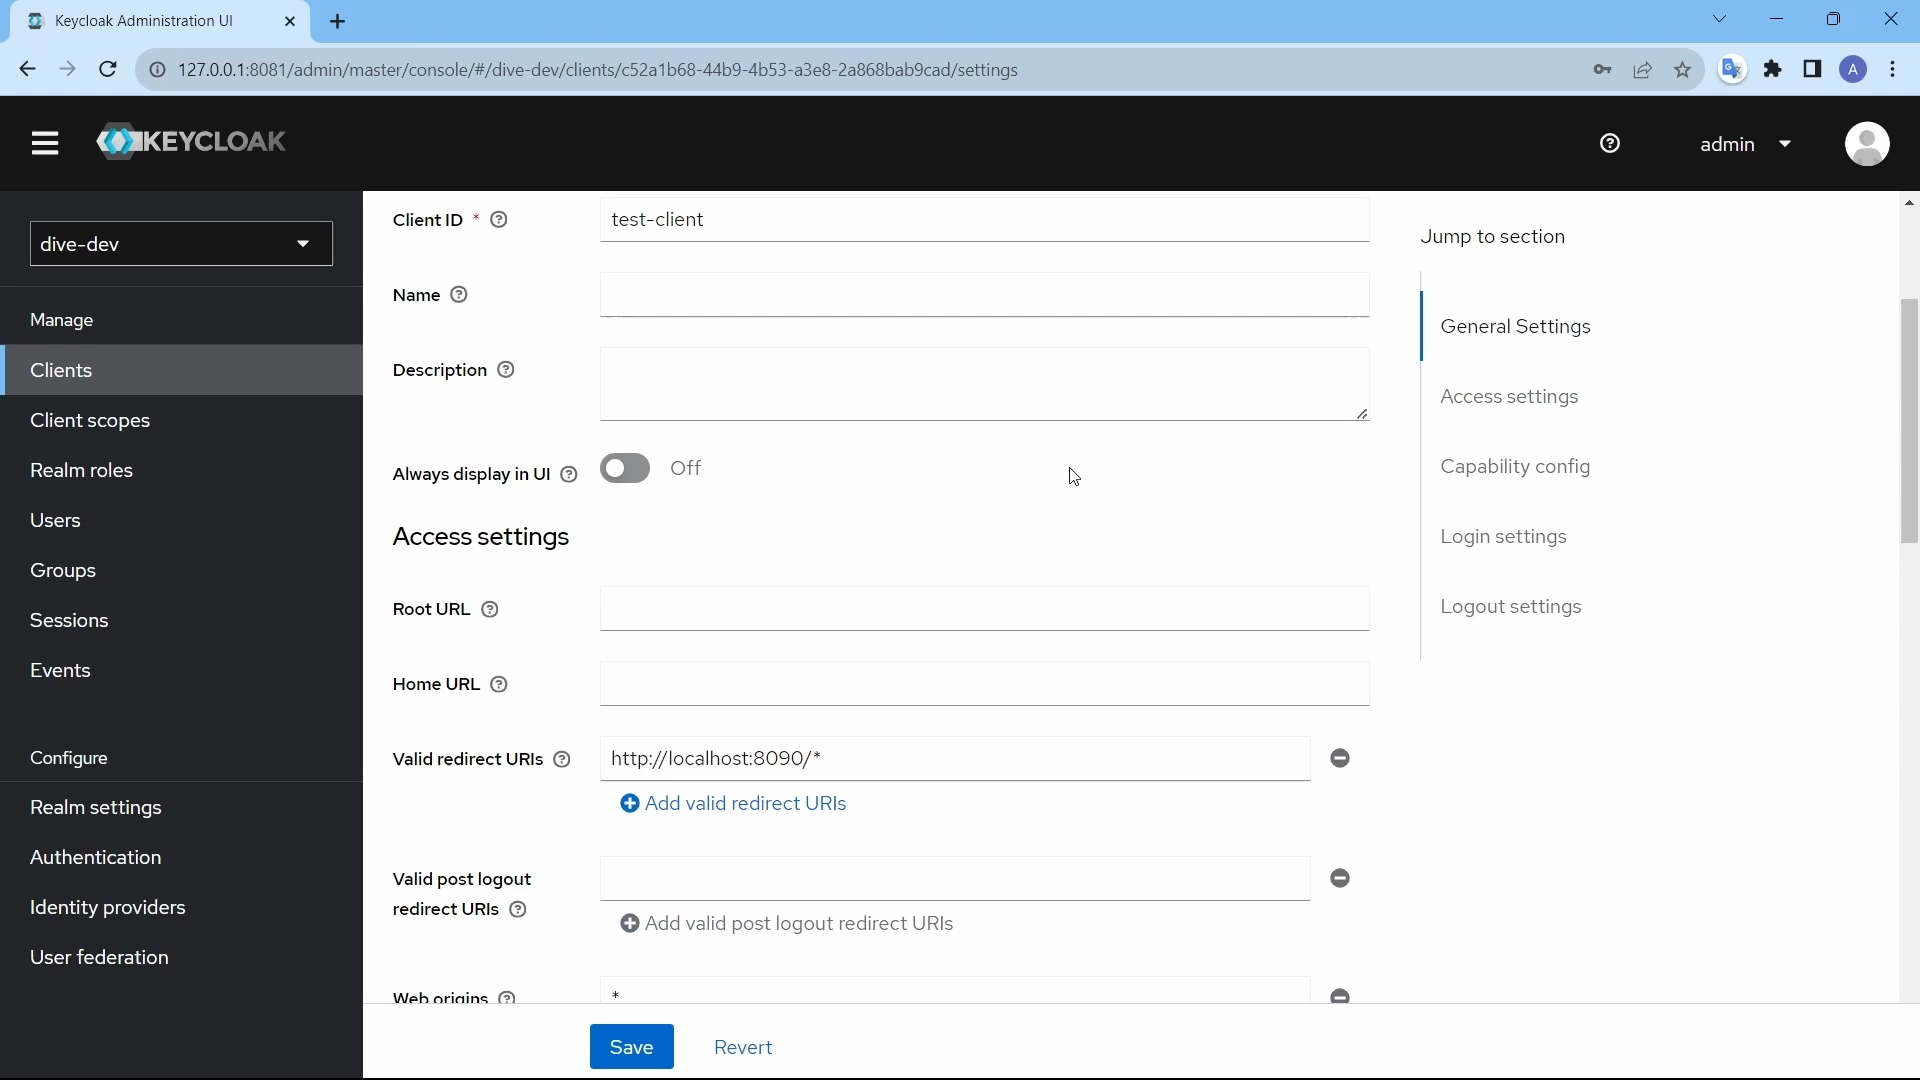 Keycloak Administration UI
127.0.0.1:8081/admin/master/console/#/dive-dev/clients/c52a1b68-44b9-4b53-a3e8-2a868bab9cad/settings
A
KEYCLOAK
admin
dive-dev
Manage
Clients
Client scopes
Realm roles
Users
Groups
Sessions
Events
Configure
Realm settings
Authentication
Identity providers
User federation
Client ID *
test-client
Name
Description
Always display in UI
Off
Access settings
Root URL
Home URL
Valid redirect URIs
http://localhost:8090/*
Add valid redirect URIs
Valid post logout
redirect URIs
Add valid post logout redirect URIs
Web origins
*
Save
Revert
Jump to section
General Settings
Access settings
Capability config
Login settings
Logout settings